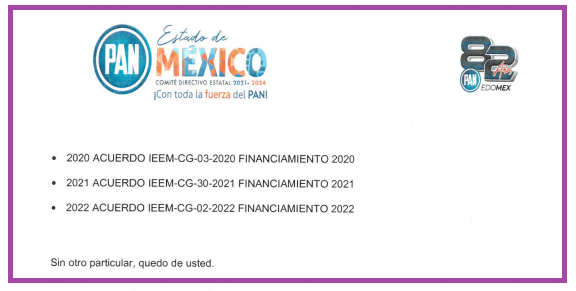 PAN
Estado de
MÉXICO
COMITÉ DIRECTIVO ESTATAL 2021 - 2024
¡Con toda la fuerza del PAN!
82
Años
PAN
EDOMEX
• 2020 ACUERDO IEEM-CG-03-2020 FINANCIAMIENTO 2020
• 2021 ACUERDO IEEM-CG-30-2021 FINANCIAMIENTO 2021
• 2022 ACUERDO IEEM-CG-02-2022 FINANCIAMIENTO 2022
Sin otro particular, quedo de usted.